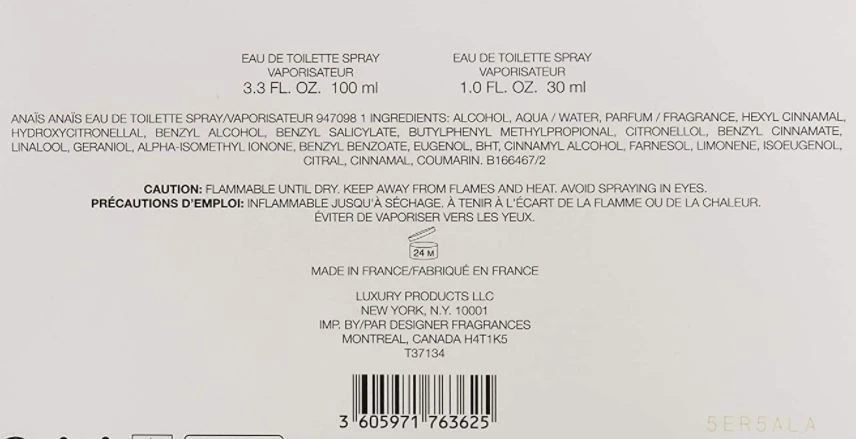 EAU DE TOILETTE SPRAY
VAPORISATEUR
3.3 FL. OZ. 100 ml
EAU DE TOILETTE SPRAY
VAPORISATEUR
1.0 FL. OZ. 30 ml
ANAÏS ANAÏS EAU DE TOILETTE SPRAY/VAPORISATEUR 947098 1 INGREDIENTS: ALCOHOL, AQUA / WATER, PARFUM / FRAGRANCE, HEXYL CINNAMAL,
HYDROXYCITRONELLAL, BENZYL ALCOHOL, BENZYL SALICYLATE, BUTYLPHENYL METHYLPROPIONAL, CITRONELLOL, BENZYL CINNAMATE,
LINALOOL, GERANIOL, ALPHA-ISOMETHYL IONONE, BENZYL BENZOATE, EUGENOL, BHT, CINNAMYL ALCOHOL, FARNESOL, LIMONENE, ISOEUGENOL,
CITRAL, CINNAMAL, COUMARIN. B166467/2
CAUTION: FLAMMABLE UNTIL DRY. KEEP AWAY FROM FLAMES AND HEAT. AVOID SPRAYING IN EYES.
PRÉCAUTIONS D'EMPLOI: INFLAMMABLE JUSQU'À SÉCHAGE. À TENIR À L'ÉCART DE LA FLAMME OU DE LA CHALEUR.
ÉVITER DE VAPORISER VERS LES YEUX.
24 M
MADE IN FRANCE/FABRIQUÉ EN FRANCE
LUXURY PRODUCTS LLC
NEW YORK, N.Y. 10001
IMP. BY/PAR DESIGNER FRAGRANCES
MONTREAL, CANADA H4T1K5
T37134
3 605971 763625
5ER5ALA